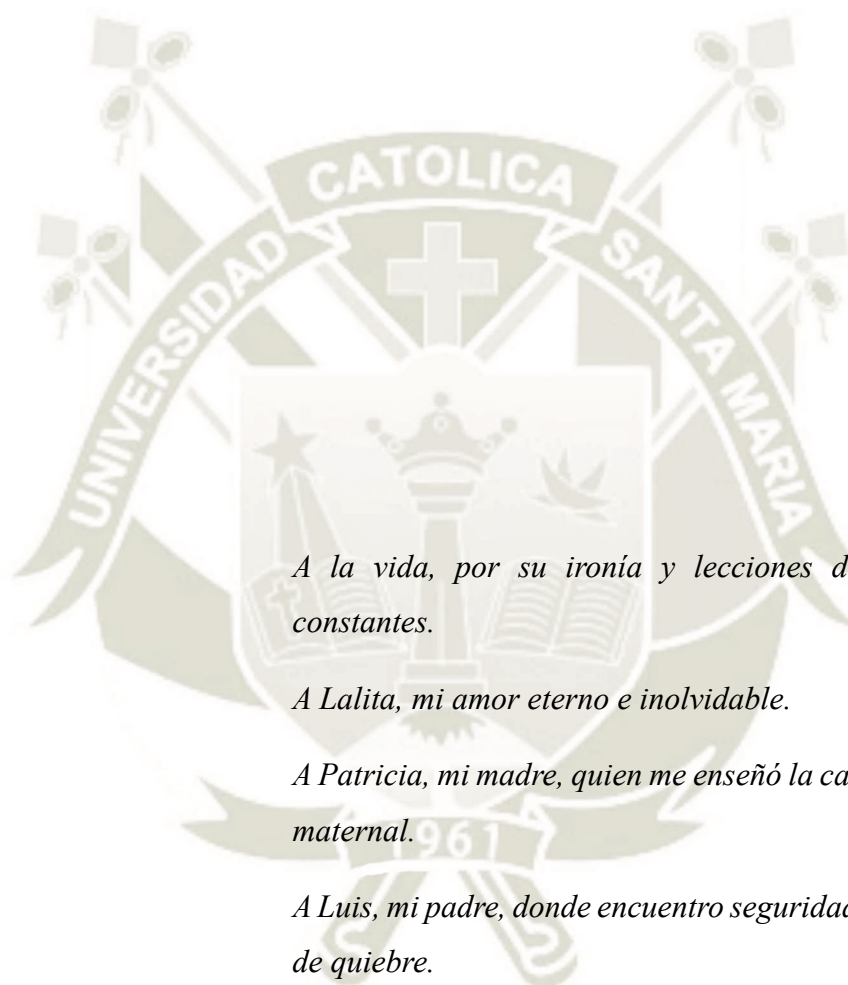 CATOLICA
UNIVERSIDAD
SANTA MARIA
A la vida, por su ironía y lecciones
constantes.
A Lalita, mi amor eterno e inolvidable.
A Patricia, mi madre, quien me enseñó la
maternal.
1961
A Luis, mi padre, donde encuentro seguridad
de quiebre.